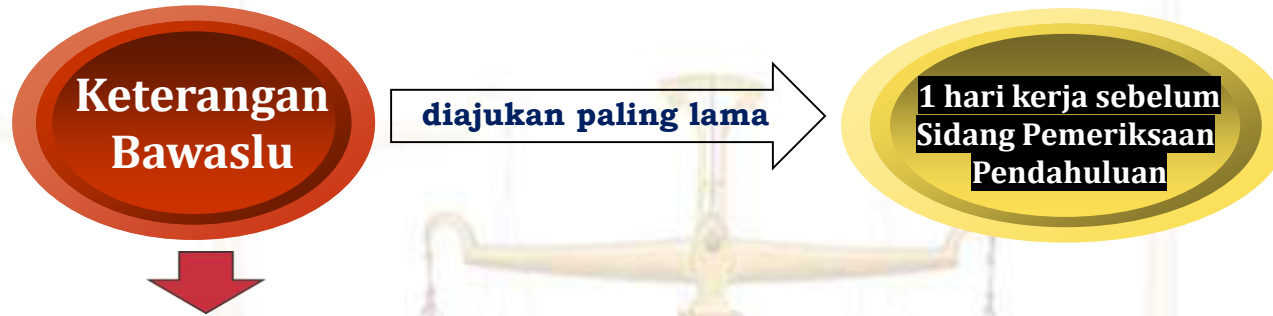 Keterangan
Bawaslu
diajukan paling lama
1 hari kerja sebelum
Sidang Pemeriksaan
Pendahuluan